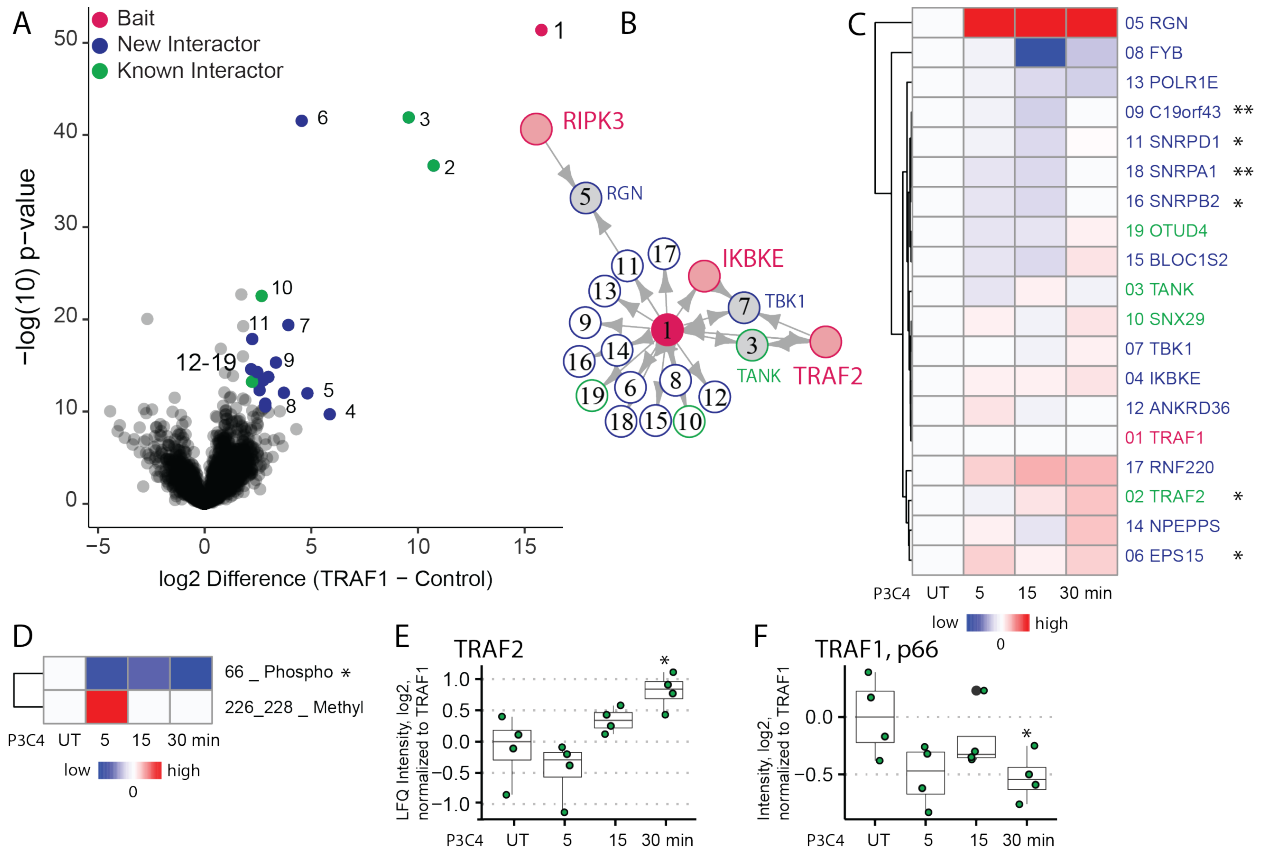 A
Bait
New Interactor
Known Interactor
−log(10) p−value
50
40
30
20
10
0
−5
0
5
10
15
log2 Difference (TRAF1 − Control)
1
6
3
2
10
11
7
12-19
9
5
8
4
B
RIPK3
5
RGN
11
17
IKBKE
13
7
TBK1
9
1
14
3
16
TANK
TRAF2
19
6
8
12
18
15
10
C
05 RGN
08 FYB
13 POLR1E
09 C19orf43 **
11 SNRPD1 *
18 SNRPA1 **
16 SNRPB2 *
19 OTUD4
15 BLOC1S2
03 TANK
10 SNX29
07 TBK1
04 IKBKE
12 ANKRD36
01 TRAF1
17 RNF220
02 TRAF2 *
14 NPEPPS
06 EPS15 *
P3C4 UT 5 15 30 min
low high
0
D
66 _ Phospho *
226_228 _ Methyl
P3C4 UT 5 15 30 min
low high
0
E TRAF2
LFQ Intensity, log2,
normalized to TRAF1
1.0
0.5
0.0
−0.5
−1.0
*
P3C4 UT 5 15 30 min
F TRAF1, p66
Intensity, log2,
normalized to TRAF1
0.0
−0.5
*
P3C4 UT 5 15 30 min